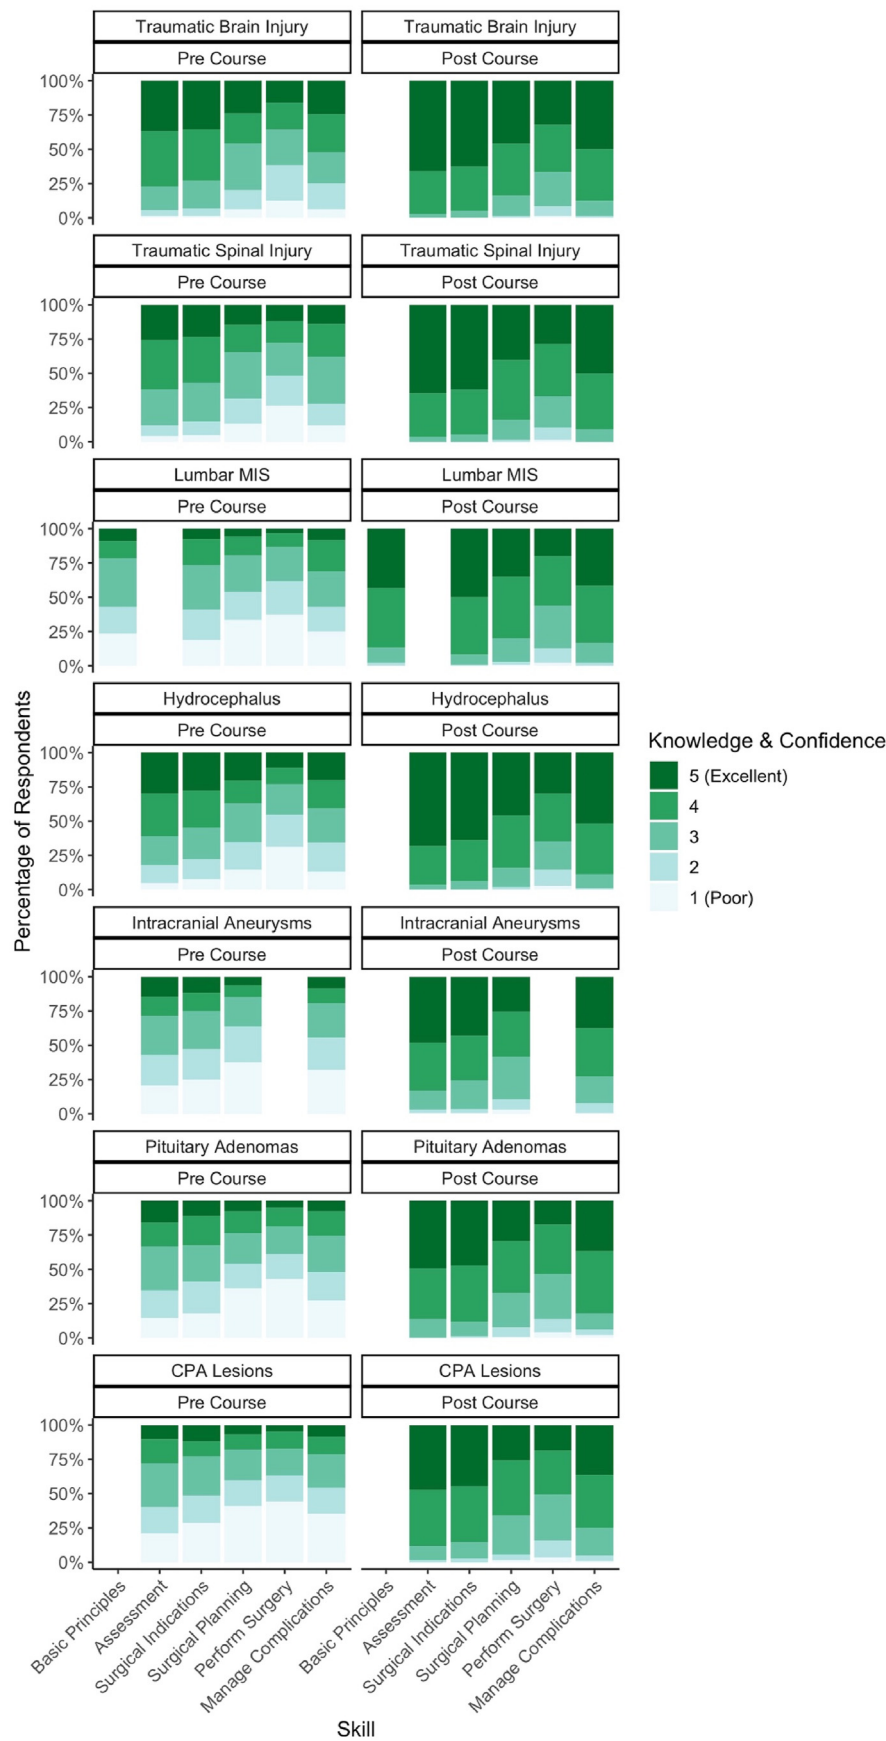 Traumatic Brain Injury Traumatic Brain Injury
Pre Course Post Course
100%
75%
50%
25%
0%
Traumatic Spinal Injury Traumatic Spinal Injury
Pre Course Post Course
100%
75%
50%
25%
0%
Lumbar MIS Lumbar MIS
Pre Course Post Course
100%
75%
50%
25%
0%
Hydrocephalus Hydrocephalus
Pre Course Post Course
100%
75%
50%
25%
0%
Intracranial Aneurysms Intracranial Aneurysms
Pre Course Post Course
100%
75%
50%
25%
0%
Pituitary Adenomas Pituitary Adenomas
Pre Course Post Course
100%
75%
50%
25%
0%
CPA Lesions CPA Lesions
Pre Course Post Course
100%
75%
50%
25%
0%
Percentage of Respondents
Basic Principles
Assessment
Surgical Indications
Surgical Planning
Perform Surgery
Manage Complications
Basic Principles
Assessment
Surgical Indications
Surgical Planning
Perform Surgery
Manage Complications
Skill
Knowledge & Confidence
5 (Excellent)
4
3
2
1 (Poor)